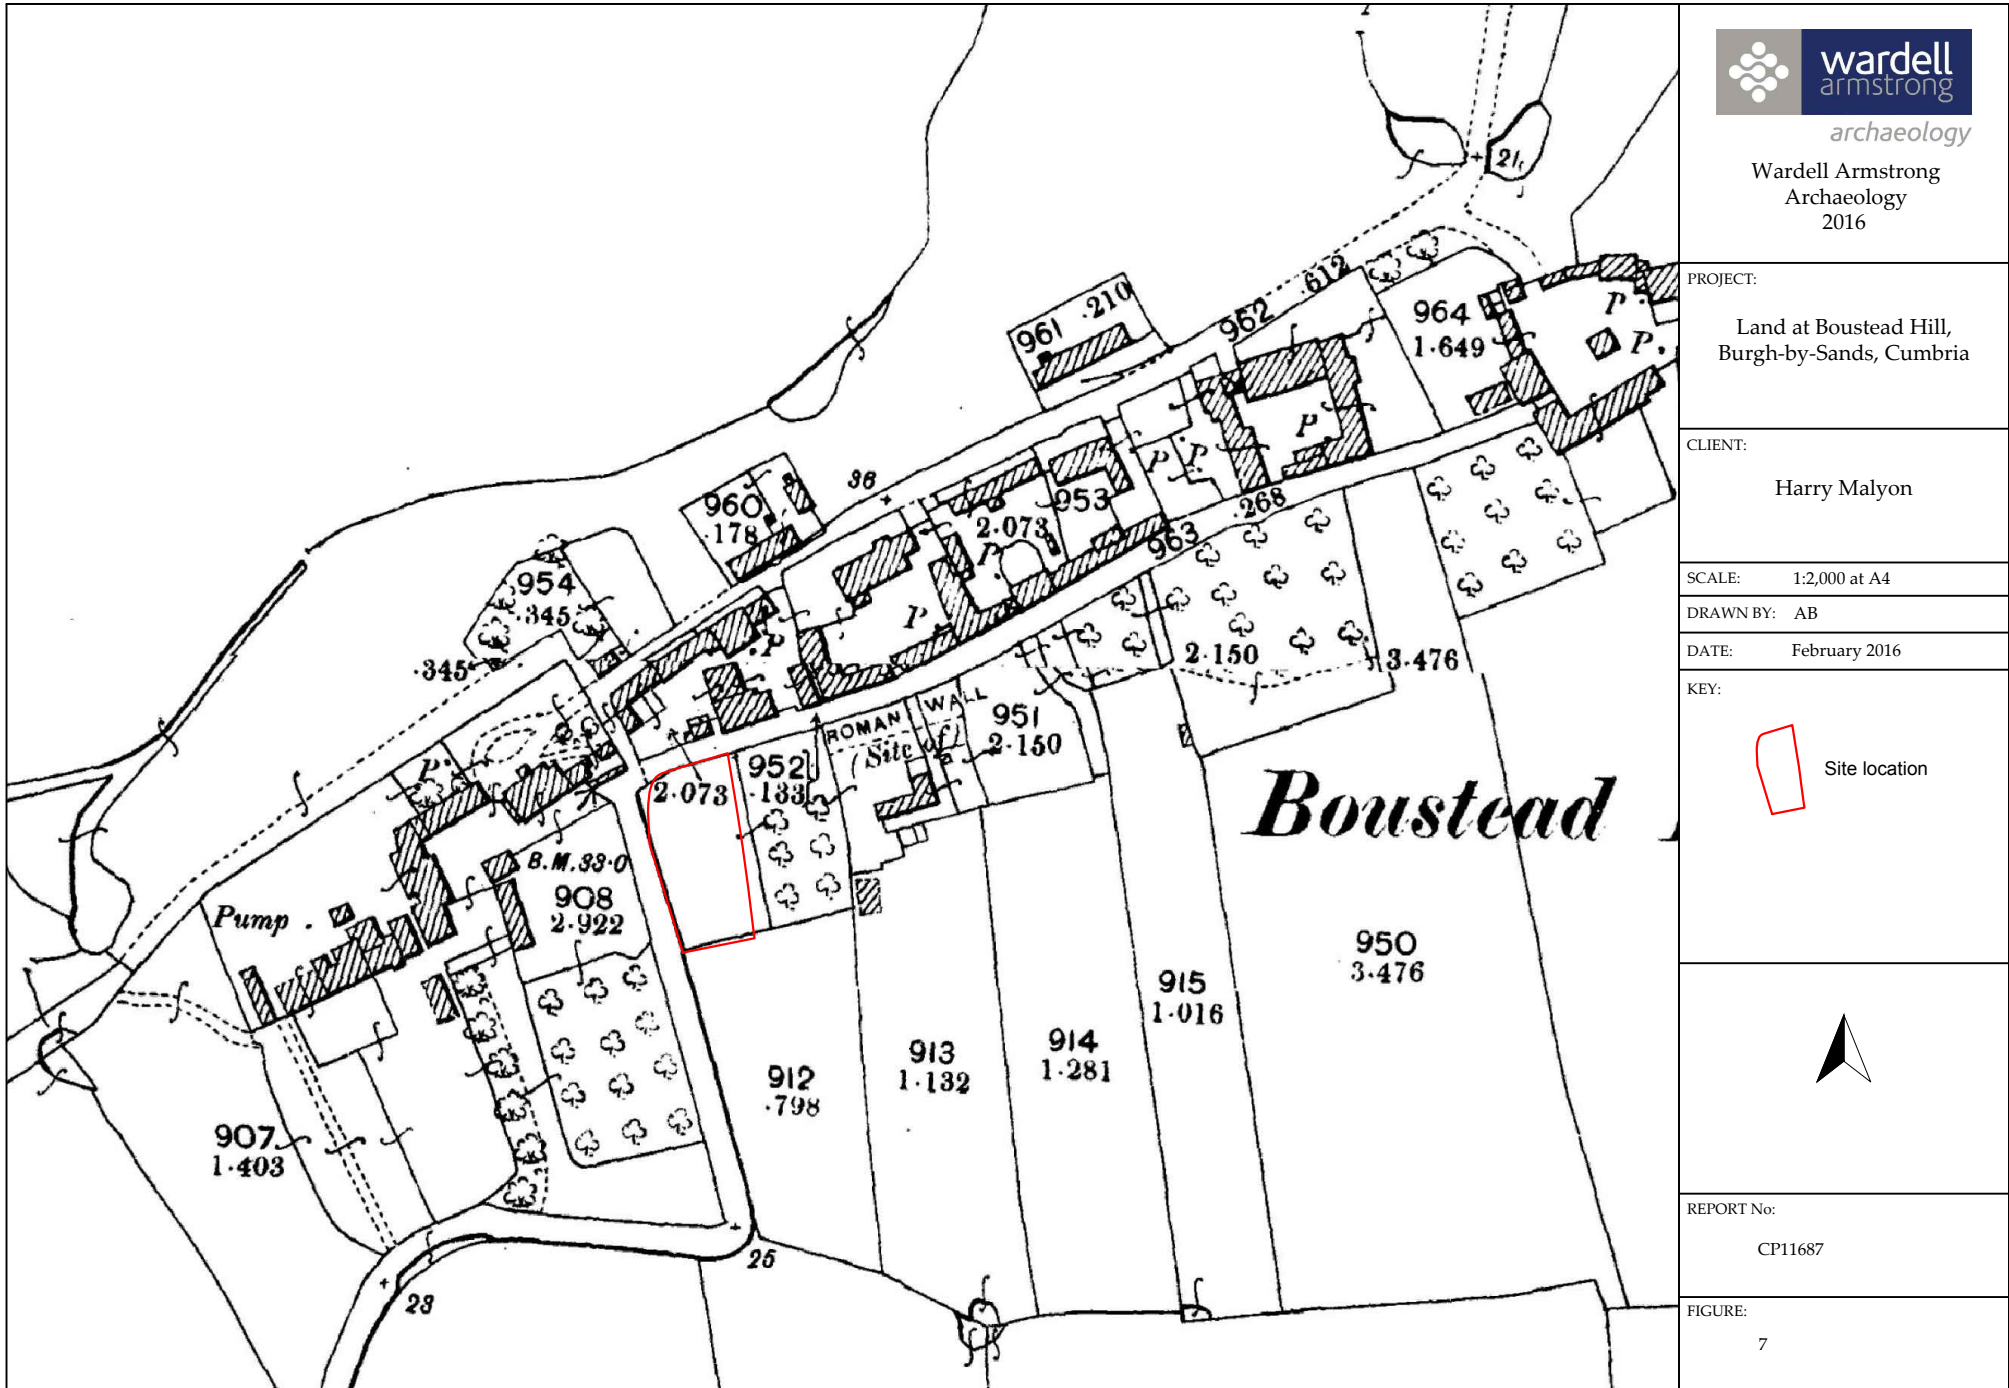 21
961 .210
962 .612
964
1.649
P.
P.
960
.178
36
953
2.073
P.
P
P.
P.
.268
963
954
.345
.345
P.
.P
2.150
3.476
ROMAN WALL
(Site of)
951
2.150
952
.133
2.073
P.
B.M.33.0
908
2.922
Pump .
Boustead
950
3.476
915
1.016
914
1.281
913
1.132
912
.798
907
1.403
25
23
wardell
armstrong
archaeology
Wardell Armstrong
Archaeology
2016
PROJECT:
Land at Boustead Hill,
Burgh-by-Sands, Cumbria
CLIENT:
Harry Malyon
SCALE: 1:2,000 at A4
DRAWN BY: AB
DATE: February 2016
KEY:
Site location
REPORT No:
CP11687
FIGURE:
7